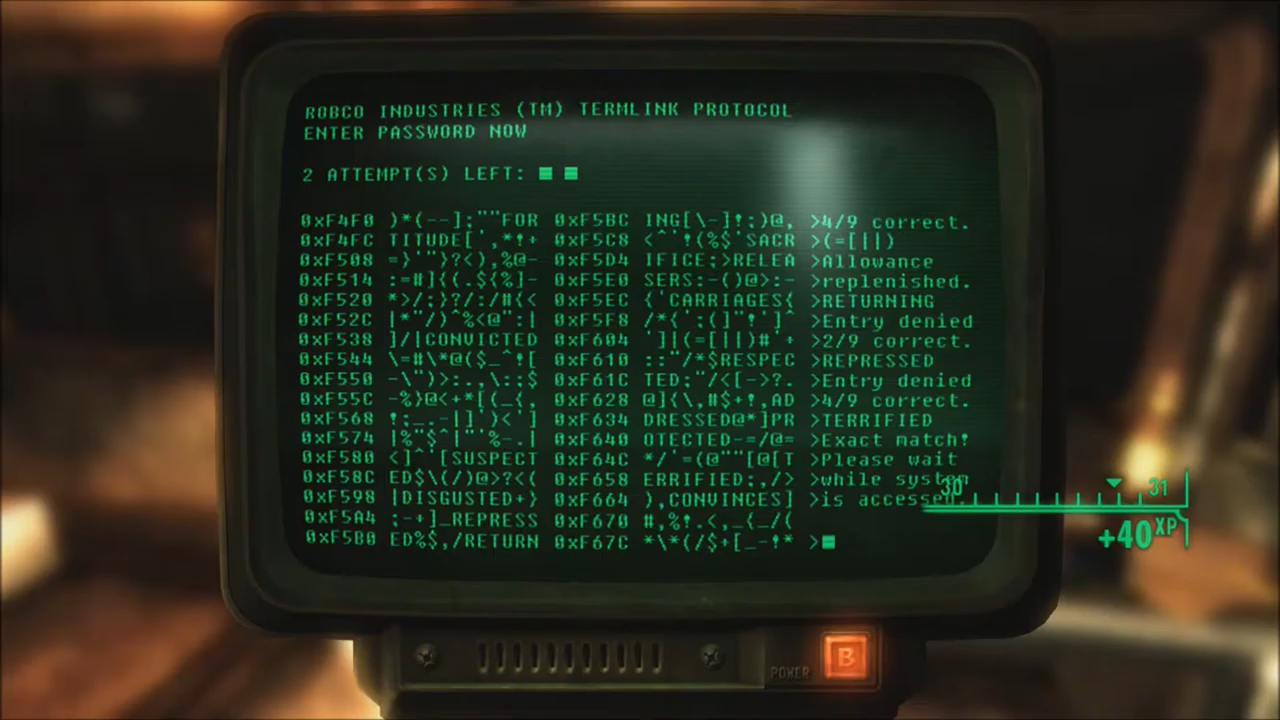 ROBCO INDUSTRIES (TM) TERMLINK PROTOCOL
ENTER PASSWORD NOW
2 ATTEMPT(S) LEFT:
0xF4F0 )*(--];""FOR 0xF5BC ING[\-]!;)@, >4/9 correct.
0xF4FC TITUDE[',*!+ 0xF5C8 <^'!(%$'SACR >(=[||)
0xF508 =}'"}?<),%@- 0xF5D4 IFICE;>RELEA >Allowance
0xF514 :=#]{(.${%]- 0xF5E0 SERS:-()@>:- >replenished.
0xF520 *>/;}?/:/#{< 0xF5EC {'CARRIAGES{ >RETURNING
0xF52C |*"/)^%<@":| 0xF5F8 /*{';(]"!']^ >Entry denied
0xF538 ]/|CONVICTED 0xF604 ']|(=[||)#'+ >2/9 correct.
0xF544 \=#\*@($_^![ 0xF610 ::"/*$RESPEC >REPRESSED
0xF550 -\")>:.,\:;$ 0xF61C TED;"/<[->?. >Entry denied
0xF55C -%}@<+*[(_{, 0xF628 @]{\,#$+!,AD >4/9 correct.
0xF568 !;_.-|]')<'] 0xF634 DRESSED@*]PR >TERRIFIED
0xF574 |%"$^|"'%-.| 0xF640 OTECTED-=/@= >Exact match!
0xF580 <]^'[SUSPECT 0xF64C */'=(@""[@[T >Please wait
0xF58C ED$\(/)@>?<( 0xF658 ERRIFIED;,/> >while system
0xF598 |DISGUSTED+} 0xF664 ),CONVINCES] >is accessed.
0xF5A4 ;-+]_REPRESS 0xF670 #,%!.<,_{_/(
0xF5B0 ED%$,/RETURN 0xF67C *\*(/$+[_-!* >
30 31
+40 XP
POWER B